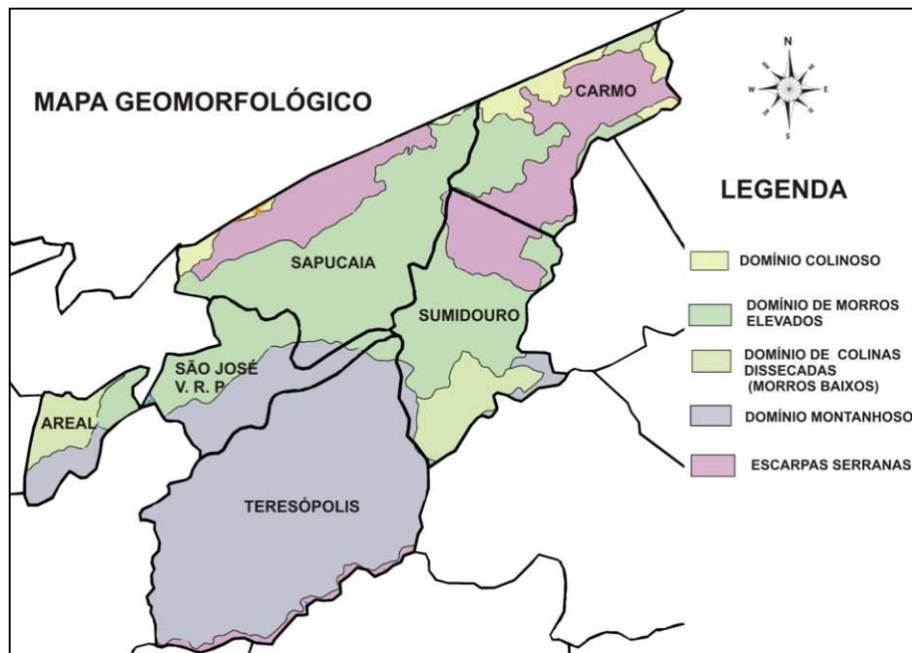 MAPA GEOMORFOLÓGICO
CARMO
N
E
S
W
LEGENDA
SAPUCAIA
SUMIDOURO
SÃO JOSÉ
V. R. P.
AREAL
TERESÓPOLIS
DOMÍNIO COLINOSO
DOMÍNIO DE MORROS
ELEVADOS
DOMÍNIO DE COLINAS
DISSECADAS
(MORROS BAIXOS)
DOMÍNIO MONTANHOSO
ESCARPAS SERRANAS